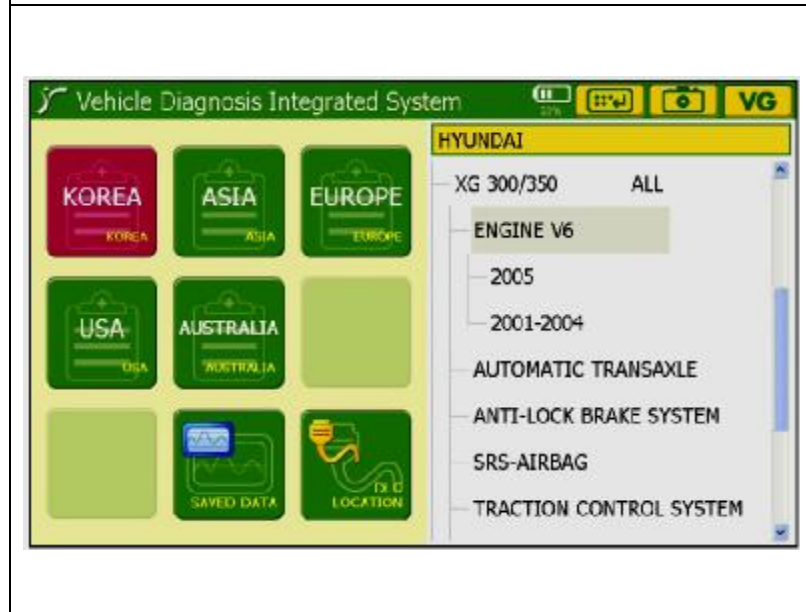 Vehicle Diagnosis Integrated System
VG
HYUNDAI
KOREA
KOREA
ASIA
ASIA
EUROPE
EUROPE
USA
USA
AUSTRALIA
AUSTRALIA
SAVED DATA
DLC
LOCATION
XG 300/350 ALL
ENGINE V6
2005
2001-2004
AUTOMATIC TRANSAXLE
ANTI-LOCK BRAKE SYSTEM
SRS-AIRBAG
TRACTION CONTROL SYSTEM